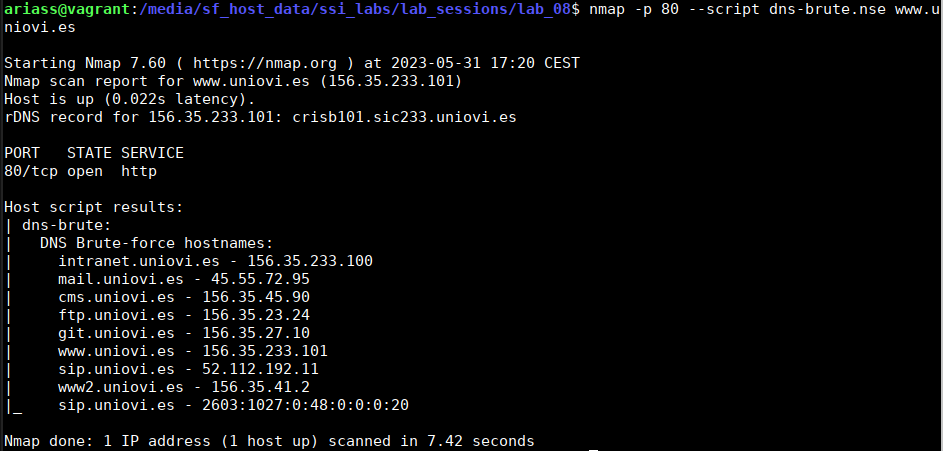 ariass@vagrant:/media/sf_host_data/ssi_labs/lab_sessions/lab_08$ nmap -p 80 --script dns-brute.nse www.u
niovi.es

Starting Nmap 7.60 ( https://nmap.org ) at 2023-05-31 17:20 CEST
Nmap scan report for www.uniovi.es (156.35.233.101)
Host is up (0.022s latency).
rDNS record for 156.35.233.101: crisb101.sic233.uniovi.es

PORT   STATE SERVICE
80/tcp open  http

Host script results:
| dns-brute:
|   DNS Brute-force hostnames:
|     intranet.uniovi.es - 156.35.233.100
|     mail.uniovi.es - 45.55.72.95
|     cms.uniovi.es - 156.35.45.90
|     ftp.uniovi.es - 156.35.23.24
|     git.uniovi.es - 156.35.27.10
|     www.uniovi.es - 156.35.233.101
|     sip.uniovi.es - 52.112.192.11
|     www2.uniovi.es - 156.35.41.2
|_    sip.uniovi.es - 2603:1027:0:48:0:0:0:20

Nmap done: 1 IP address (1 host up) scanned in 7.42 seconds